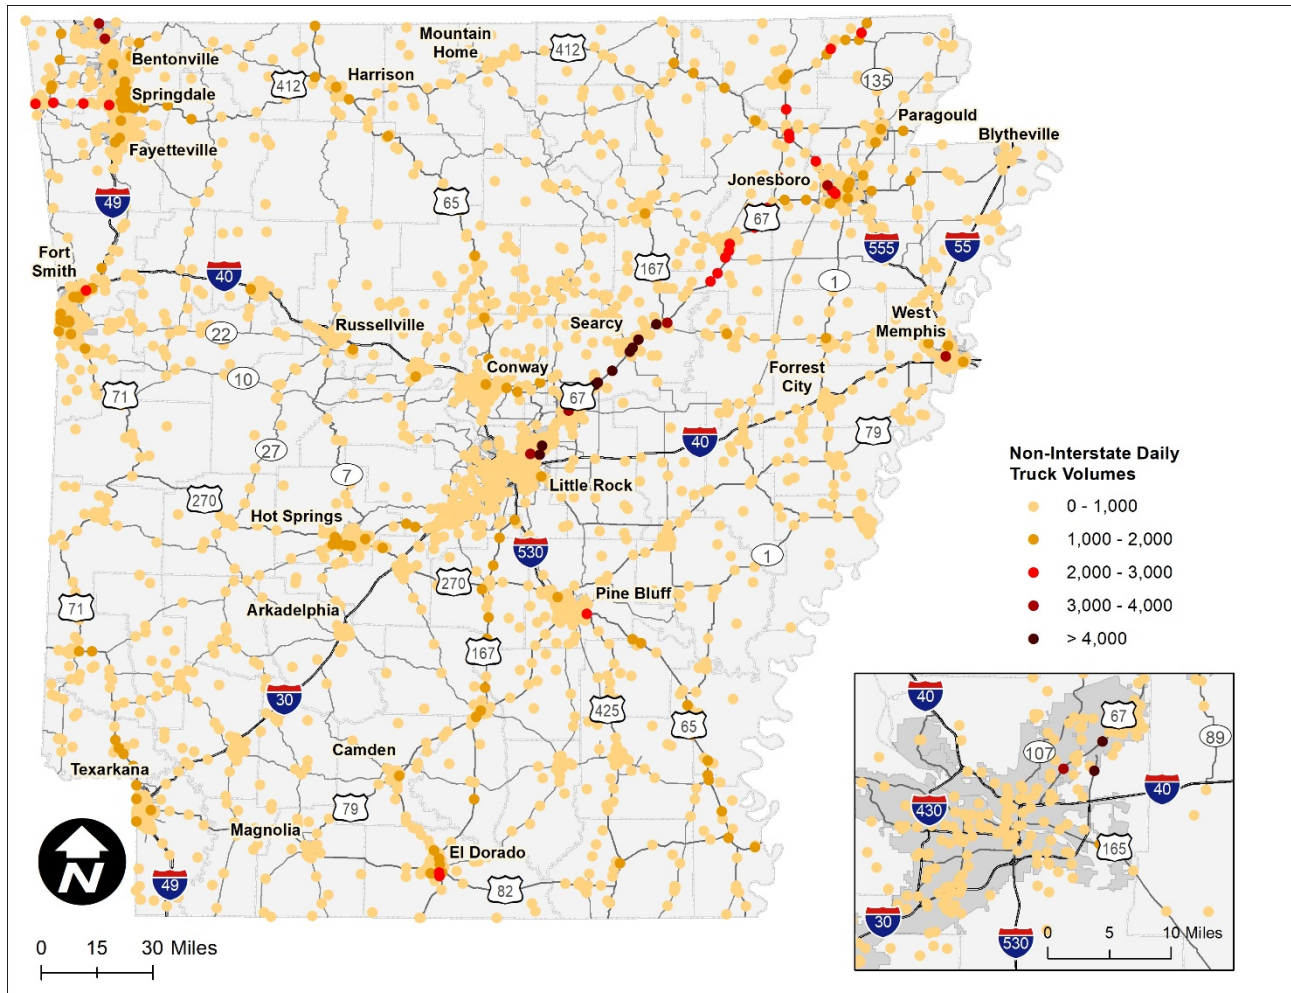 Mountain
Home
412
Bentonville
Harrison
412
Springdale
135
Paragould
Blytheville
Fayetteville
Jonesboro
49
65
67
Fort
Smith
555
55
40
167
1
22
Russellville
Searcy
West
Memphis
10
Conway
Forrest
City
71
67
79
27
40
7
Little Rock
270
Hot Springs
530
1
270
Pine Bluff
71
Arkadelphia
167
30
425
65
Camden
Texarkana
79
Magnolia
El Dorado
49
82
N
0 15 30 Miles
Non-Interstate Daily
Truck Volumes
0 - 1,000
1,000 - 2,000
2,000 - 3,000
3,000 - 4,000
> 4,000
40
67
107
89
40
430
165
30
530
0 5 10 Miles